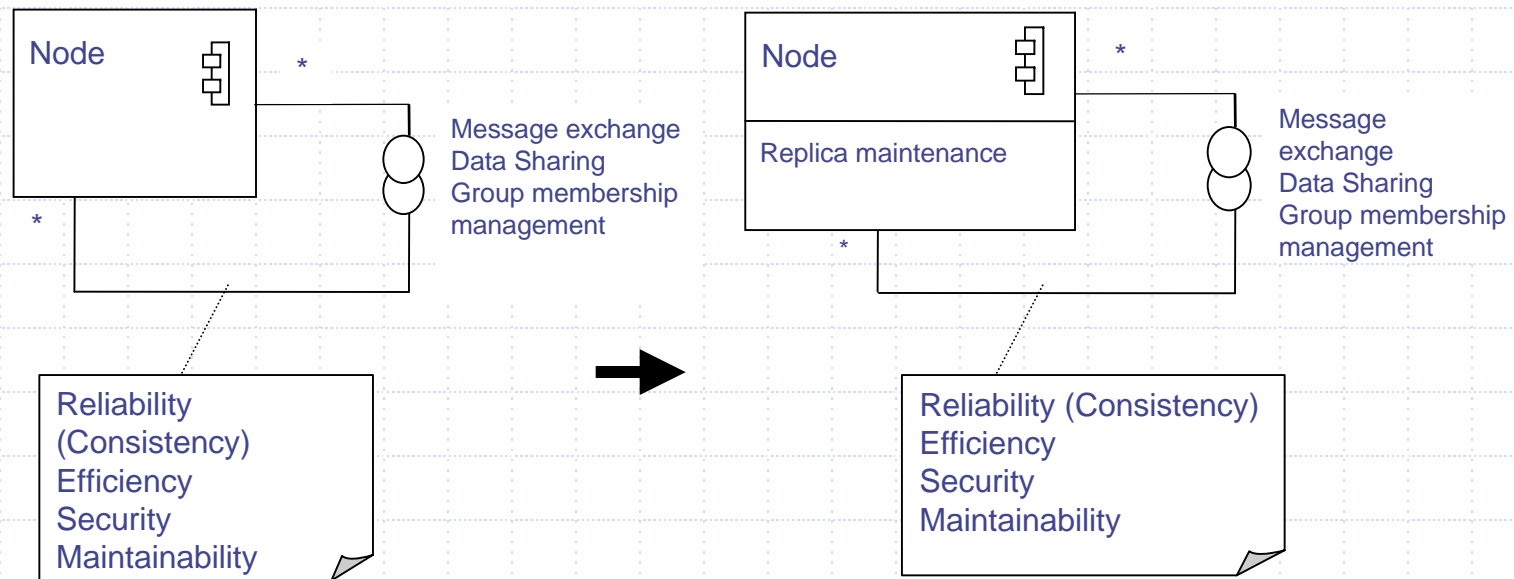 Node
*
Message exchange
Data Sharing
Group membership
management
*
Reliability
(Consistency)
Efficiency
Security
Maintainability
Node
*
Replica maintenance
Message
exchange
Data Sharing
Group membership
management
*
Reliability (Consistency)
Efficiency
Security
Maintainability